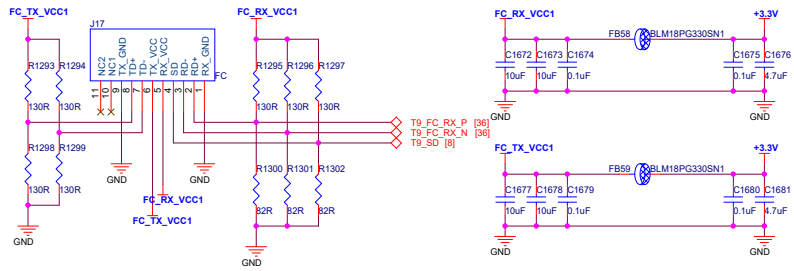 FC_TX_VCC1
J17
FC_RX_VCC1
FC_RX_VCC1
+3.3V
FB58
BLM18PG330SN1
NC2
NC1
TX_GND
TD+
TD-
TX_VCC
RX_VCC
SD
RD-
RD+
RX_GND
FC
11
10
9
8
7
6
5
4
3
2
1
R1293
R1294
130R
130R
R1295
R1296
R1297
130R
130R
130R
C1672
C1673
C1674
10uF
10uF
0.1uF
C1675
C1676
0.1uF
4.7uF
GND
GND
T9_FC_RX_P [36]
T9_FC_RX_N [36]
T9_SD [8]
R1298
R1299
130R
130R
GND
FC_RX_VCC1
FC_TX_VCC1
R1300
R1301
R1302
82R
82R
82R
GND
GND
FC_TX_VCC1
+3.3V
FB59
BLM18PG330SN1
C1677
C1678
C1679
10uF
10uF
0.1uF
C1680
C1681
0.1uF
4.7uF
GND
GND